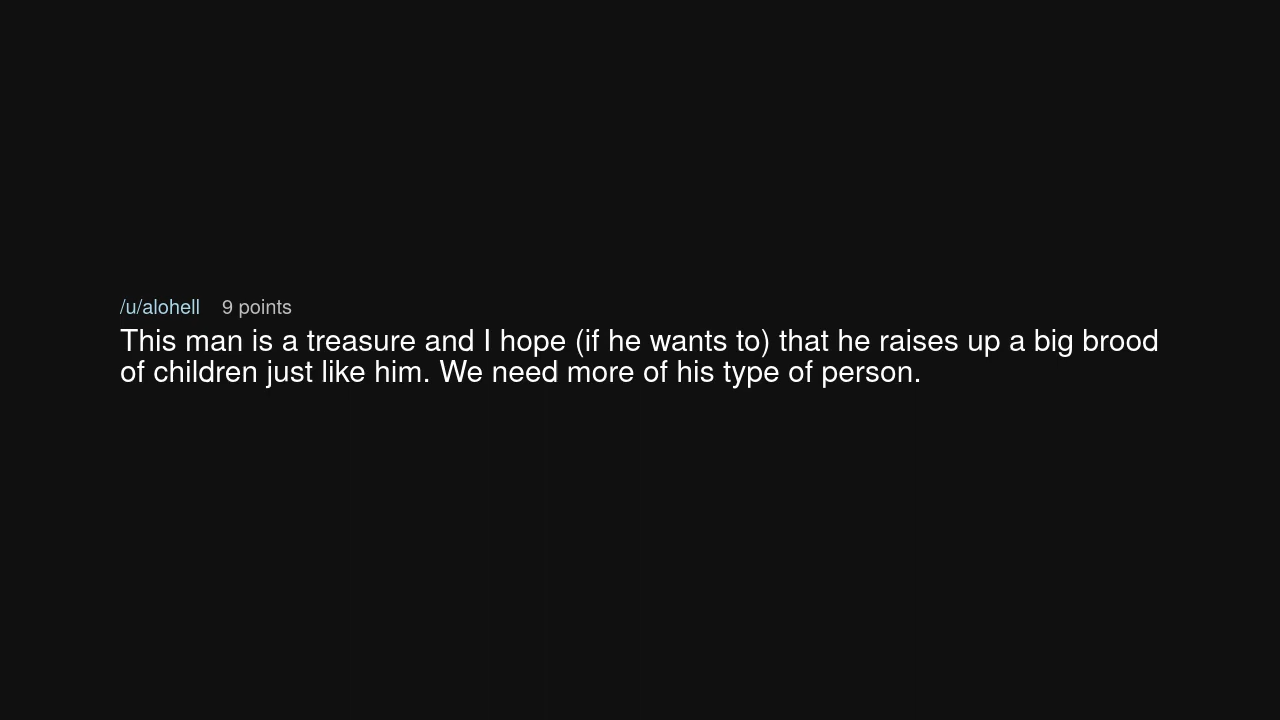 /u/alohell 9 points
This man is a treasure and I hope (if he wants to) that he raises up a big brood
of children just like him. We need more of his type of person.